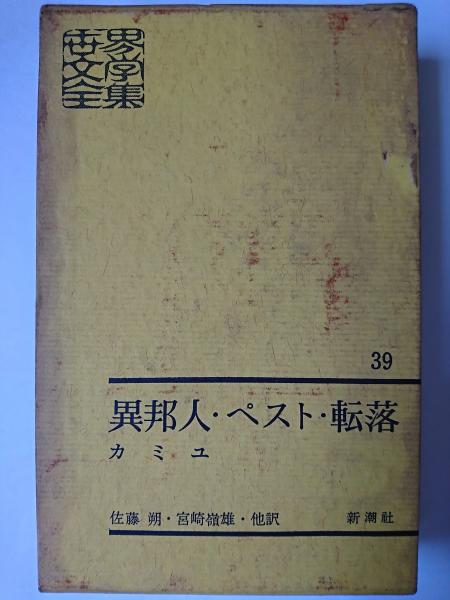 世界文学全集
39
異邦人・ペスト・転落
カミュ
佐藤 朔・宮崎嶺雄・他訳 新潮社